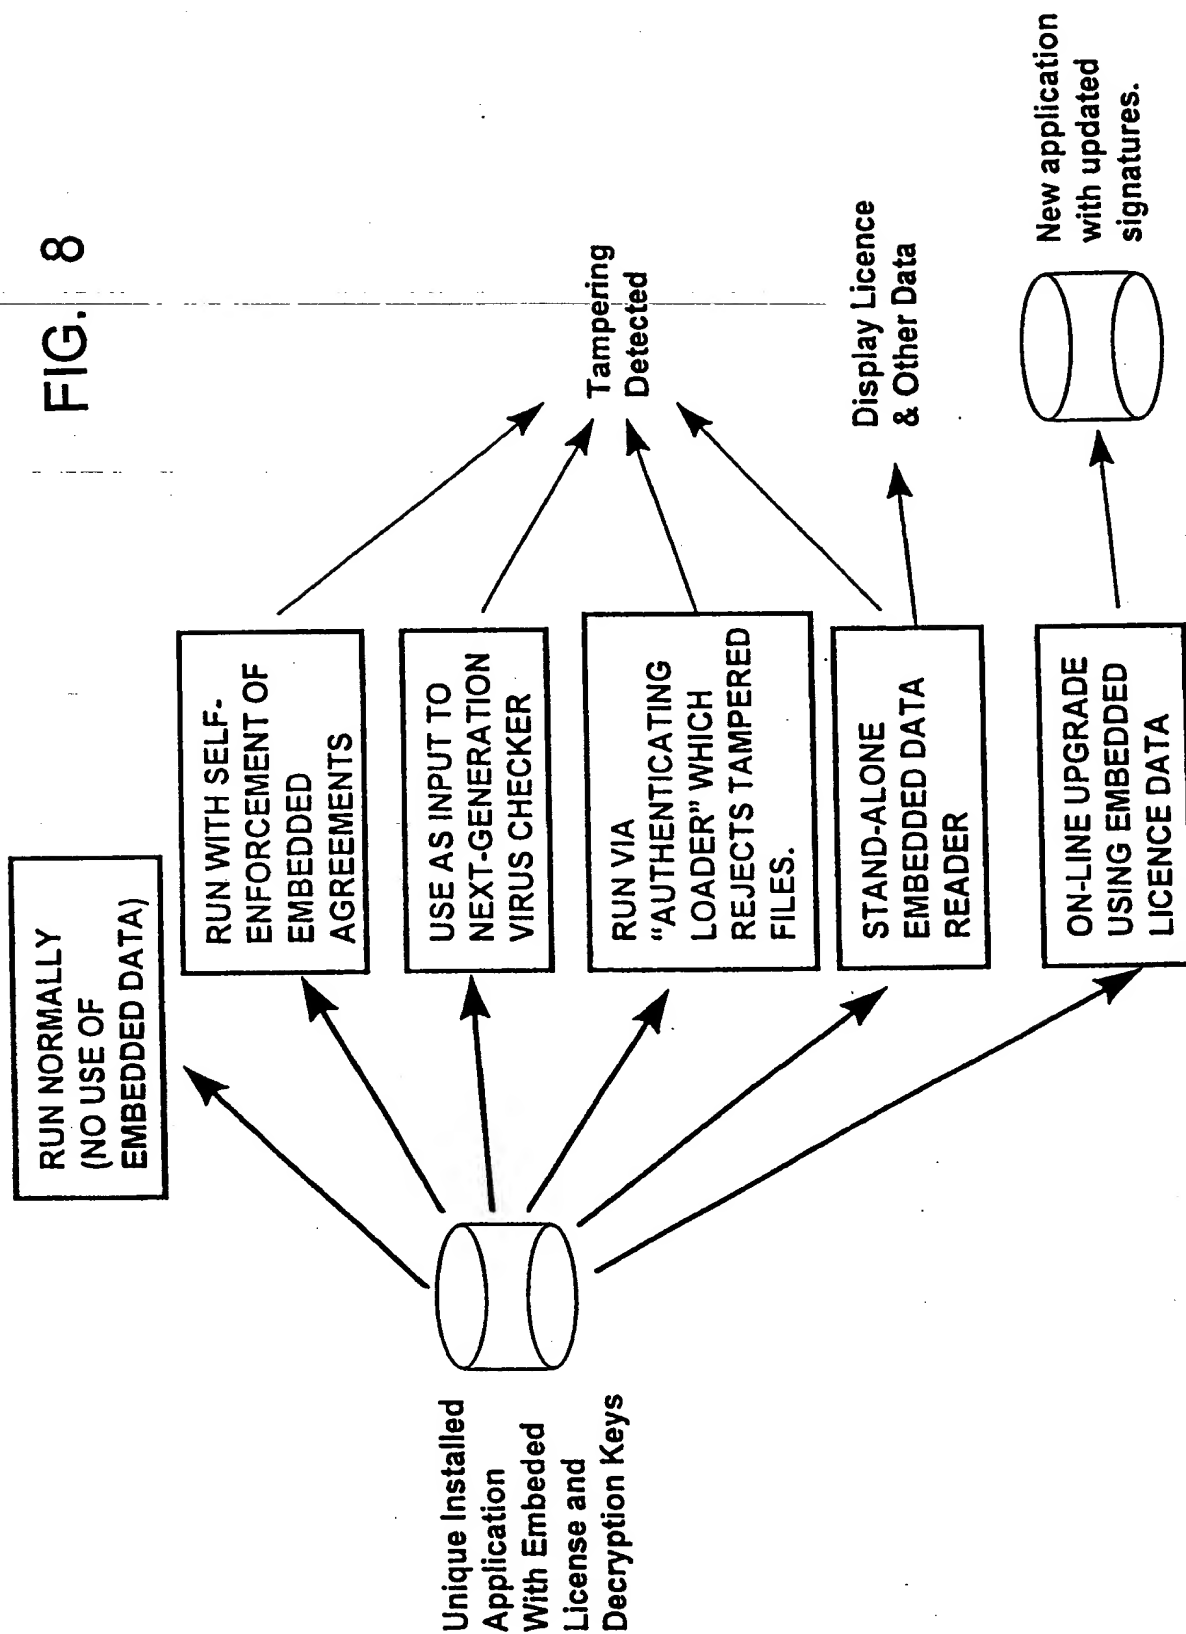 FIG. 8
RUN NORMALLY
(NO USE OF
EMBEDDED DATA)
RUN WITH SELF-
ENFORCEMENT OF
EMBEDDED
AGREEMENTS
USE AS INPUT TO
NEXT-GENERATION
VIRUS CHECKER
RUN VIA
“AUTHENTICATING
LOADER” WHICH
REJECTS TAMPERED
FILES.
STAND-ALONE
EMBEDDED DATA
READER
ON-LINE UPGRADE
USING EMBEDDED
LICENCE DATA
Unique Installed
Application
With Embeded
License and
Decryption Keys
Tampering
Detected
Display Licence
& Other Data
New application
with updated
signatures.